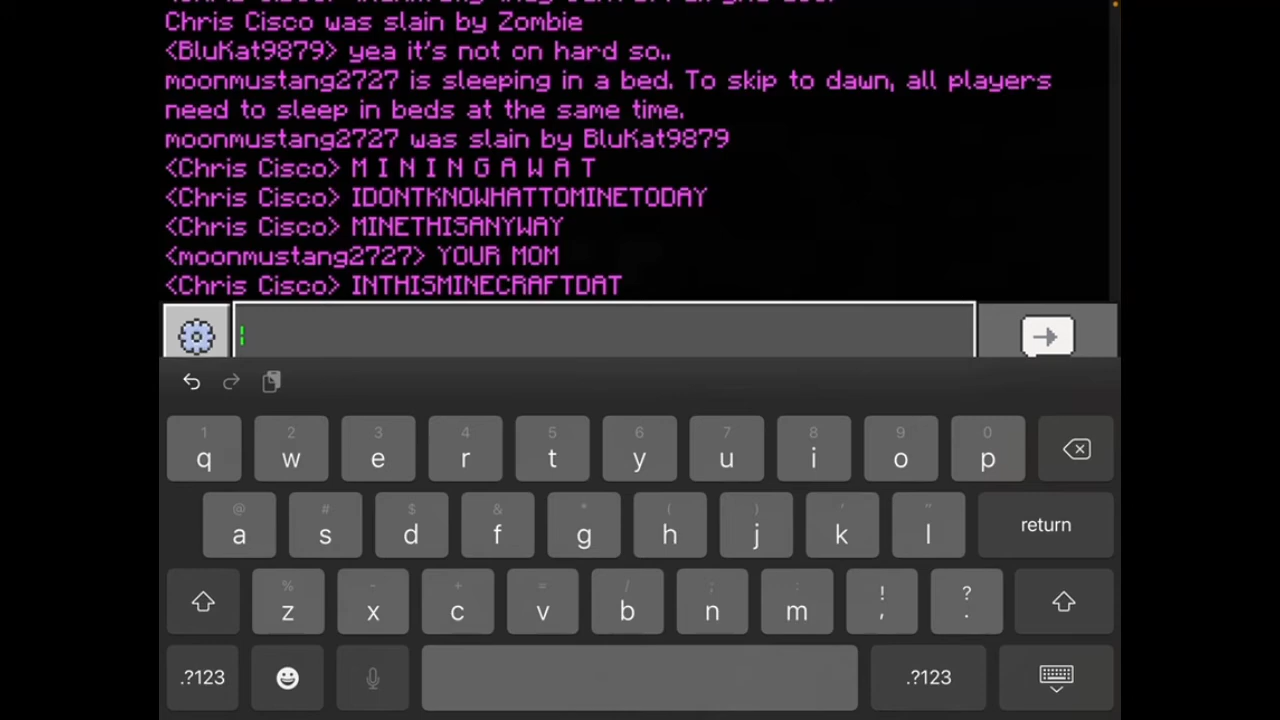 Chris Cisco was slain by Zombie
<BluKat9879> yea it's not on hard so..
moonmustang2727 is sleeping in a bed. To skip to dawn, all players
need to sleep in beds at the same time.
moonmustang2727 was slain by BluKat9879
<Chris Cisco> M I N I N G A W A T
<Chris Cisco> IDONTKNOWHATTOMINETODAY
<Chris Cisco> MINETHISANYWAY
<moonmustang2727> YOUR MOM
<Chris Cisco> INTHISMINECRAFTDAT
1 2 3 4 5 6 7 8 9 0
q w e r t y u i o p
@ # $ & * ( ) ' "
a s d f g h j k l return
% - + = / ; : ! ?
z x c v b n m , .
.?123 .?123